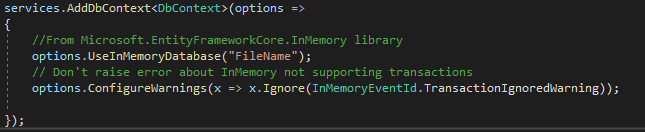 services.AddDbContext<DbContext>(options =>
{
//From Microsoft.EntityFrameworkCore.InMemory library
options.UseInMemoryDatabase("FileName");
// Don't raise error about InMemory not supporting transactions
options.ConfigureWarnings(x => x.Ignore(InMemoryEventId.TransactionIgnoredWarning));
});